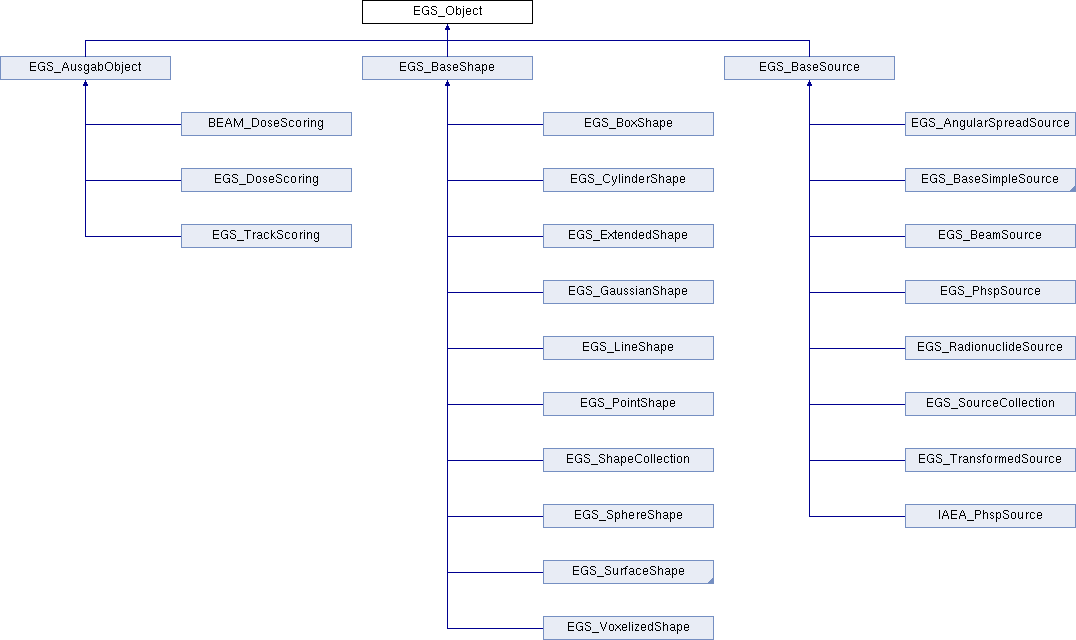 EGS_Object
EGS_AusgabObject
EGS_BaseShape
EGS_BaseSource
BEAM_DoseScoring
EGS_BoxShape
EGS_AngularSpreadSource
EGS_DoseScoring
EGS_CylinderShape
EGS_BaseSimpleSource
EGS_TrackScoring
EGS_ExtendedShape
EGS_BeamSource
EGS_GaussianShape
EGS_PhspSource
EGS_LineShape
EGS_RadionuclideSource
EGS_PointShape
EGS_SourceCollection
EGS_ShapeCollection
EGS_TransformedSource
EGS_SphereShape
IAEA_PhspSource
EGS_SurfaceShape
EGS_VoxelizedShape